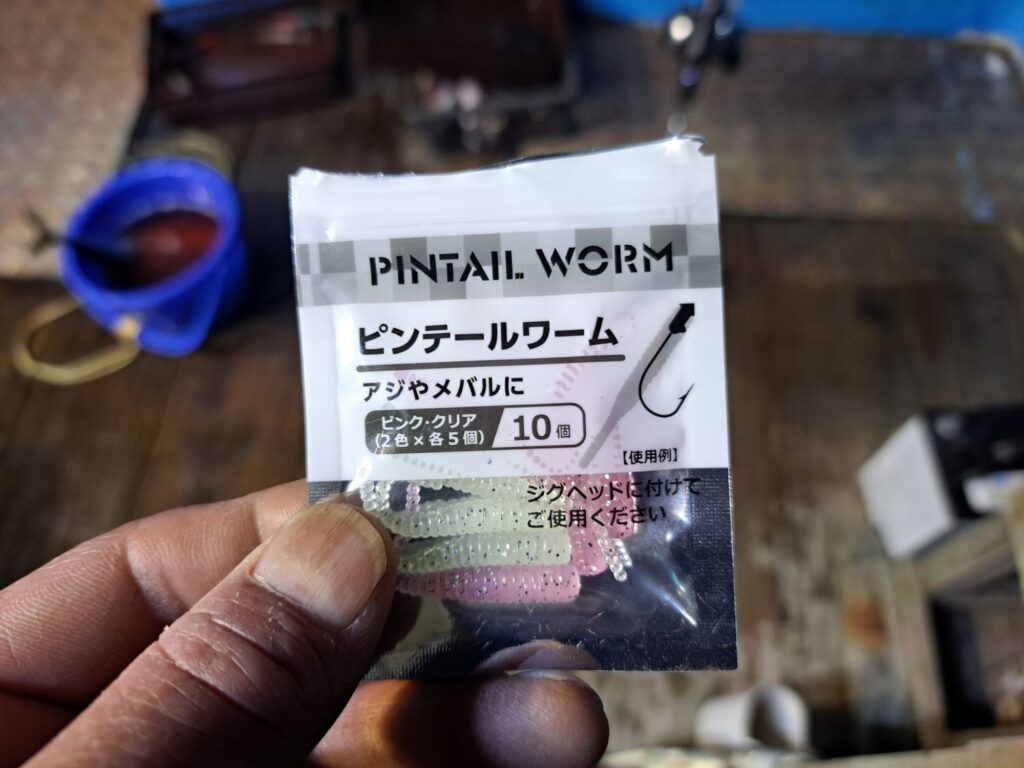 PINTAIL WORM
ピンテールワーム
アジやメバルに
ピンク・クリア
(2色×各5個)
10個
【使用例】
ジグヘッドに付けて
ご使用ください